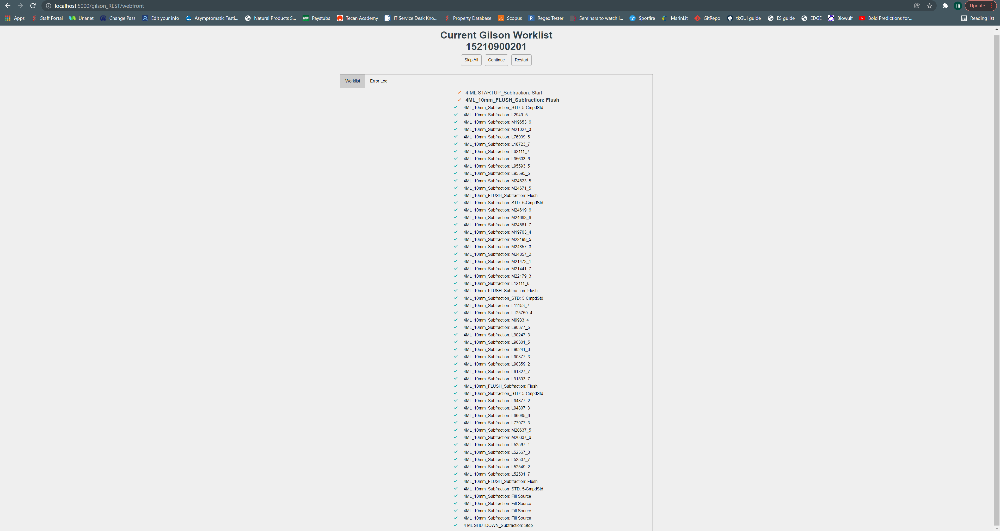 localhost:5000/gilson_REST/webfront
Hi
Update
Apps Staff Portal Unanet Change Pass Edit your info Asymptomatic Testi... Natural Products S... Paystubs Tecan Academy IT Service Desk Kno... Property Database SC Scopus R Regex Tester Seminars to watch i... Spotfire MarinLit GitRepo tkGUI guide ES guide EDGE Biowulf Bold Predictions for... Reading list
Current Gilson Worklist
15210900201
Skip All Continue Restart
Worklist Error Log
4 ML STARTUP_Subfraction: Start
4ML_10mm_FLUSH_Subfraction: Flush
4ML_10mm_Subfraction_STD: 5-CmpdStd
4ML_10mm_Subfraction: L2949_5
4ML_10mm_Subfraction: M19653_6
4ML_10mm_Subfraction: M21027_3
4ML_10mm_Subfraction: L76939_5
4ML_10mm_Subfraction: L18723_7
4ML_10mm_Subfraction: L62111_7
4ML_10mm_Subfraction: L95603_6
4ML_10mm_Subfraction: L95593_5
4ML_10mm_Subfraction: L95595_5
4ML_10mm_Subfraction: M24623_5
4ML_10mm_Subfraction: M24671_5
4ML_10mm_FLUSH_Subfraction: Flush
4ML_10mm_Subfraction_STD: 5-CmpdStd
4ML_10mm_Subfraction: M24619_6
4ML_10mm_Subfraction: M24663_6
4ML_10mm_Subfraction: M24581_7
4ML_10mm_Subfraction: M19703_4
4ML_10mm_Subfraction: M22199_5
4ML_10mm_Subfraction: M24857_3
4ML_10mm_Subfraction: M24857_2
4ML_10mm_Subfraction: M21473_1
4ML_10mm_Subfraction: M21441_7
4ML_10mm_Subfraction: M22179_3
4ML_10mm_Subfraction: L12111_6
4ML_10mm_FLUSH_Subfraction: Flush
4ML_10mm_Subfraction_STD: 5-CmpdStd
4ML_10mm_Subfraction: L11153_7
4ML_10mm_Subfraction: L125759_4
4ML_10mm_Subfraction: M9933_4
4ML_10mm_Subfraction: L90377_5
4ML_10mm_Subfraction: L90247_3
4ML_10mm_Subfraction: L90301_5
4ML_10mm_Subfraction: L90241_3
4ML_10mm_Subfraction: L90377_3
4ML_10mm_Subfraction: L90359_2
4ML_10mm_Subfraction: L91827_7
4ML_10mm_Subfraction: L91893_7
4ML_10mm_FLUSH_Subfraction: Flush
4ML_10mm_Subfraction_STD: 5-CmpdStd
4ML_10mm_Subfraction: L94877_2
4ML_10mm_Subfraction: L94807_3
4ML_10mm_Subfraction: L66085_6
4ML_10mm_Subfraction: L77077_3
4ML_10mm_Subfraction: M20637_5
4ML_10mm_Subfraction: M20637_6
4ML_10mm_Subfraction: L52567_1
4ML_10mm_Subfraction: L52567_3
4ML_10mm_Subfraction: L52507_7
4ML_10mm_Subfraction: L52549_2
4ML_10mm_Subfraction: L52531_7
4ML_10mm_FLUSH_Subfraction: Flush
4ML_10mm_Subfraction_STD: 5-CmpdStd
4ML_10mm_Subfraction: Fill Source
4ML_10mm_Subfraction: Fill Source
4ML_10mm_Subfraction: Fill Source
4ML_10mm_Subfraction: Fill Source
4 ML SHUTDOWN_Subfraction: Stop